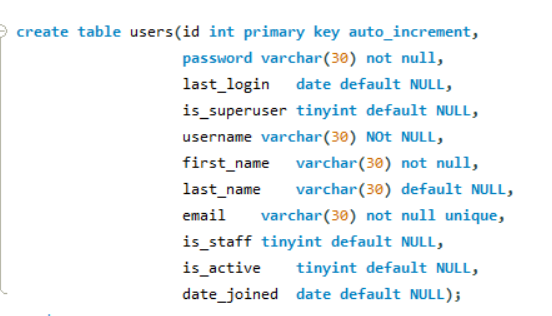 create table users(id int primary key auto_increment,
password varchar(30) not null,
last_login date default NULL,
is_superuser tinyint default NULL,
username varchar(30) NOt NULL,
first_name varchar(30) not null,
last_name varchar(30) default NULL,
email varchar(30) not null unique,
is_staff tinyint default NULL,
is_active tinyint default NULL,
date_joined date default NULL);